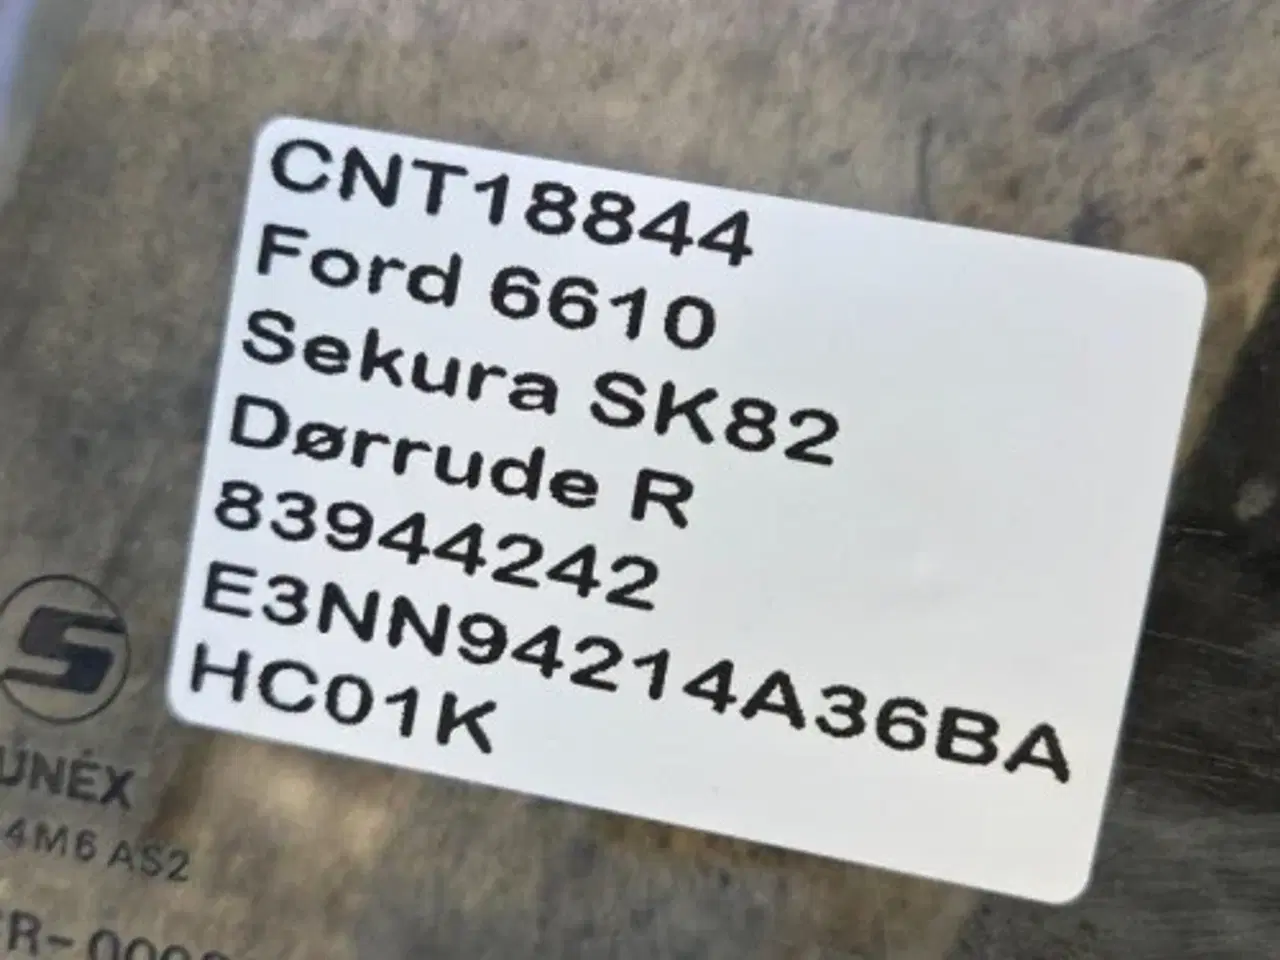 CNT18844
Ford 6610
Sekura SK82
Dørrude R
83944242
E3NN94214A36BA
HC01K
S
UNEX
4M6 AS2